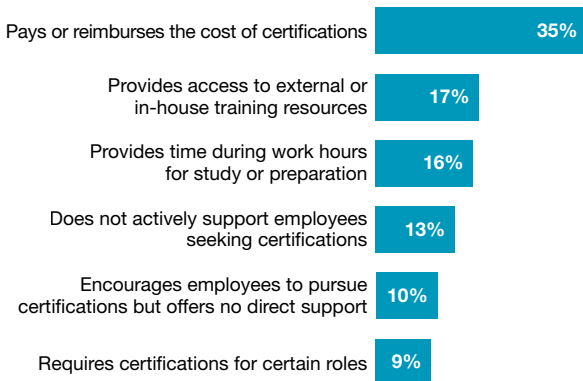 Pays or reimburses the cost of certifications 35%
Provides access to external or
in-house training resources 17%
Provides time during work hours
for study or preparation 16%
Does not actively support employees
seeking certifications 13%
Encourages employees to pursue
certifications but offers no direct support 10%
Requires certifications for certain roles 9%